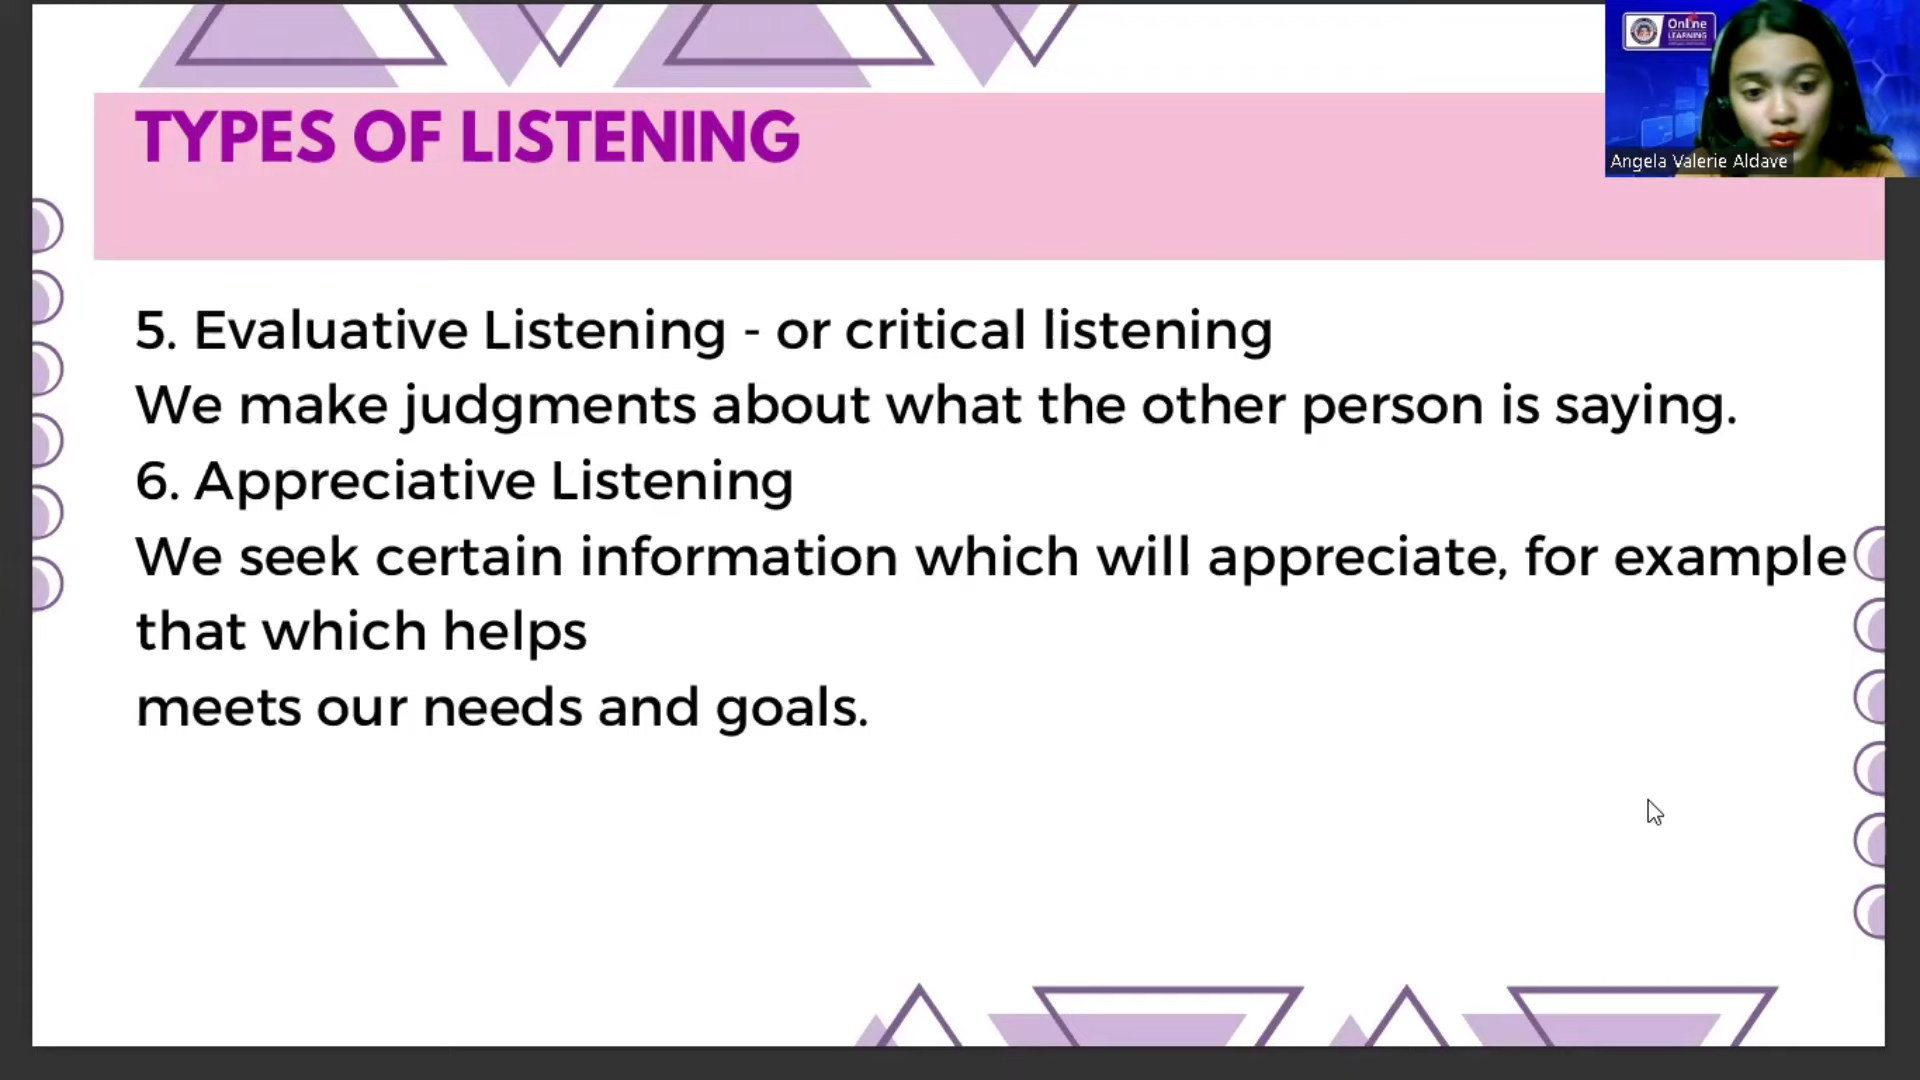 TYPES OF LISTENING
Online
LEARNING
Angela Valerie Aldave
5. Evaluative Listening - or critical listening
We make judgments about what the other person is saying.
6. Appreciative Listening
We seek certain information which will appreciate, for example
that which helps
meets our needs and goals.